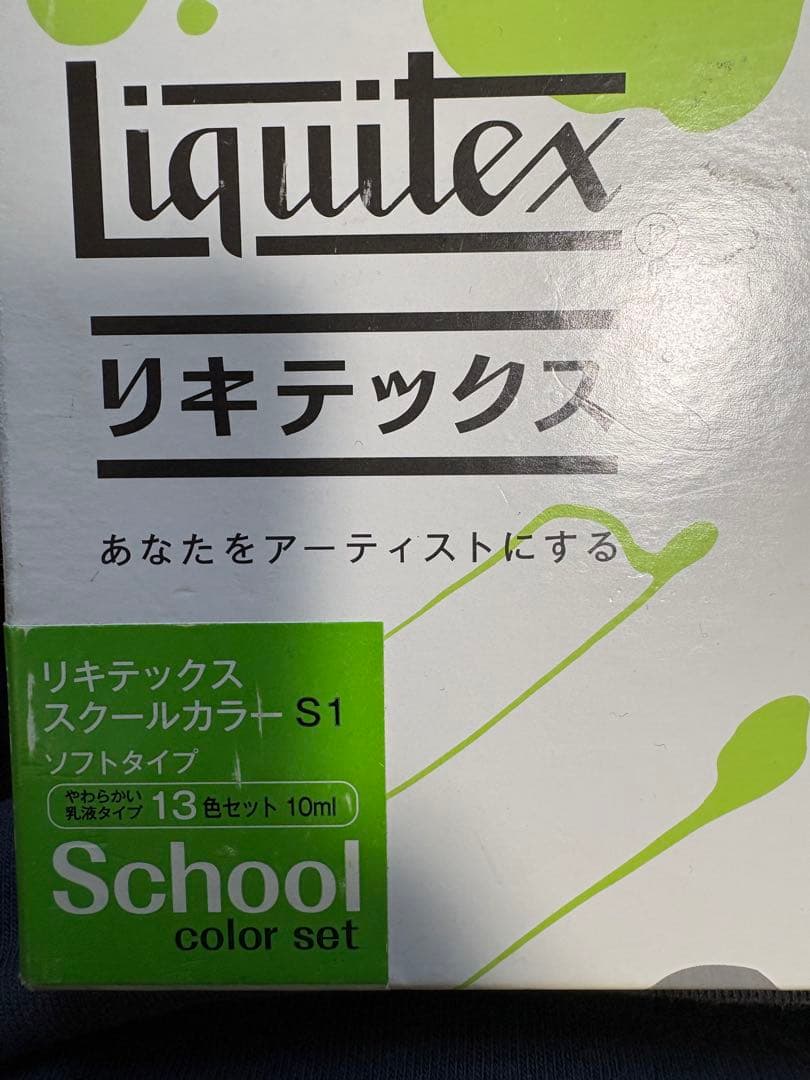 Liquitex
®
リキテックス
あなたをアーティストにする
リキテックス
スクールカラー S1
ソフトタイプ
やわらかい
乳液タイプ 13色セット 10ml
School
color set